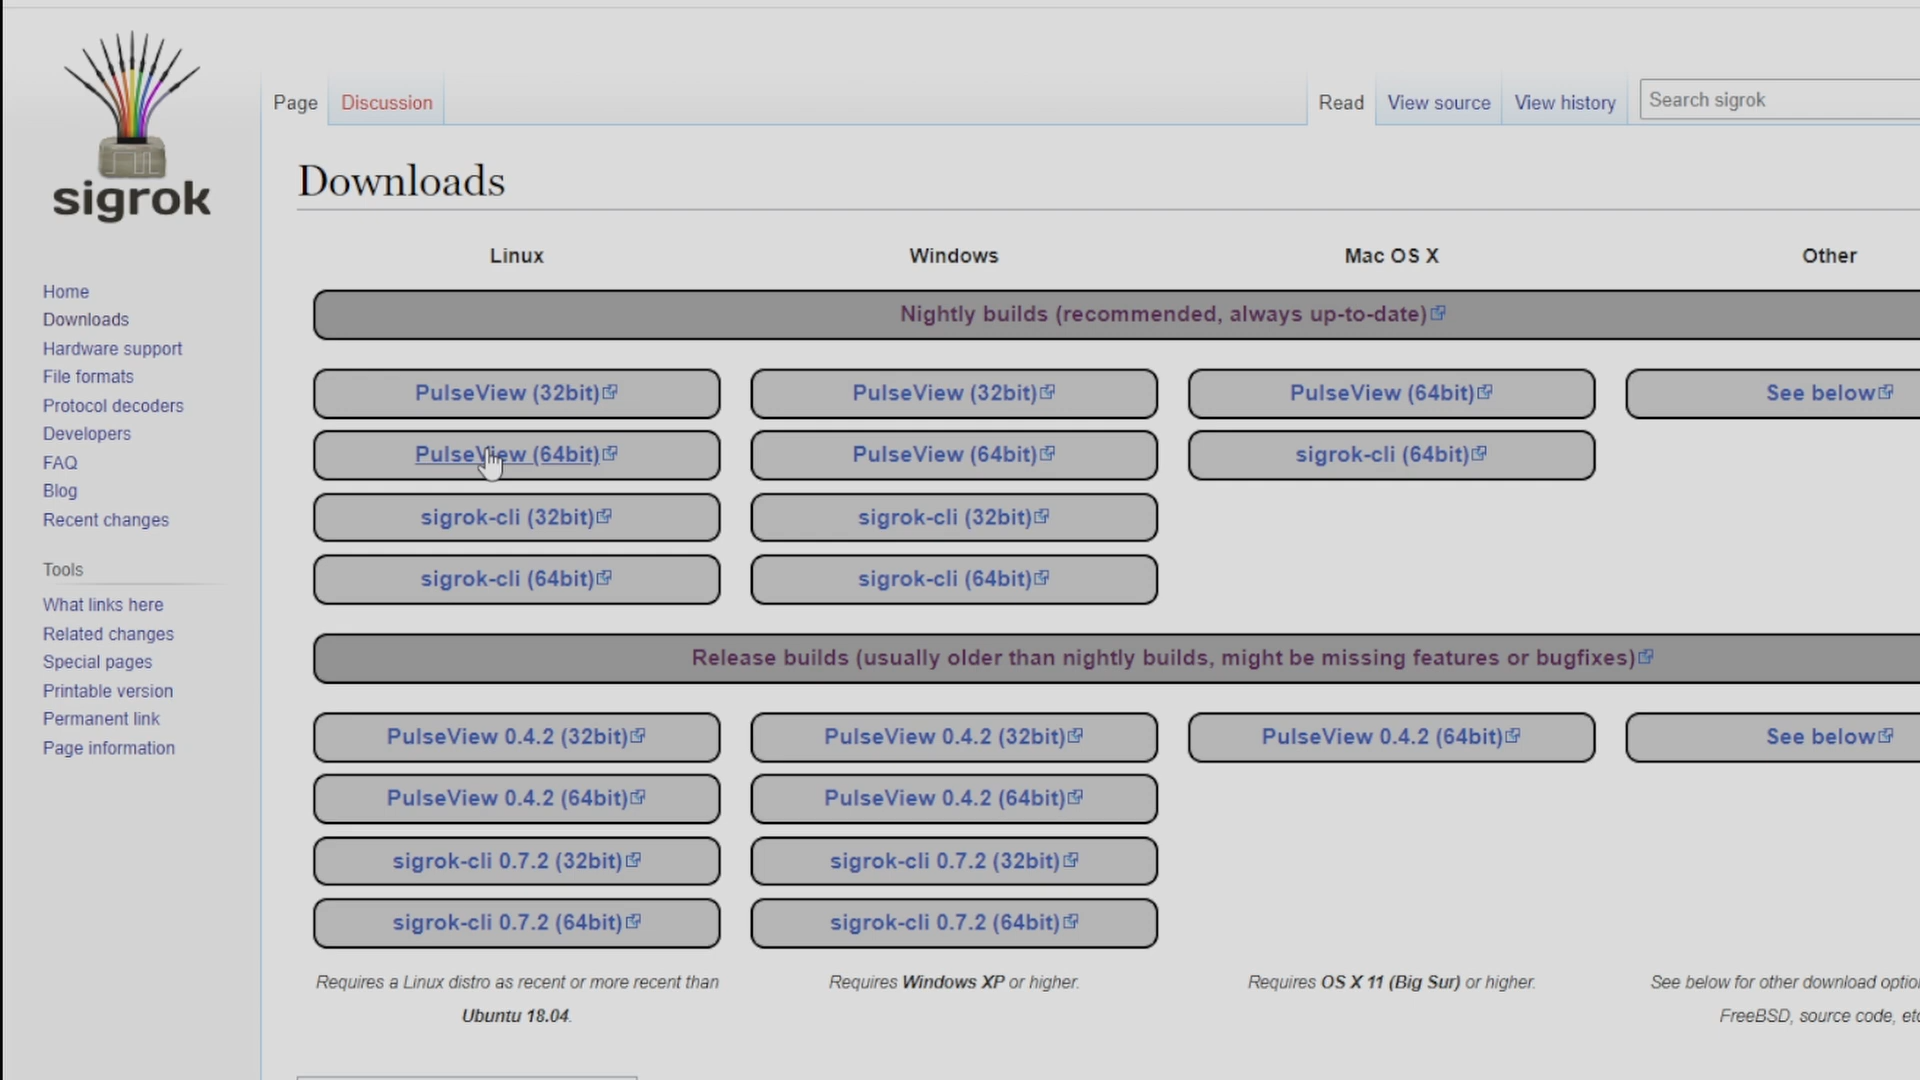 sigrok
Page
Discussion
Read
View source
View history
Search sigrok
Downloads
Linux
Windows
Mac OS X
Other
Nightly builds (recommended, always up-to-date)
PulseView (32bit)
PulseView (32bit)
PulseView (64bit)
See below
PulseView (64bit)
PulseView (64bit)
sigrok-cli (64bit)
sigrok-cli (32bit)
sigrok-cli (32bit)
sigrok-cli (64bit)
sigrok-cli (64bit)
Release builds (usually older than nightly builds, might be missing features or bugfixes)
PulseView 0.4.2 (32bit)
PulseView 0.4.2 (32bit)
PulseView 0.4.2 (64bit)
See below
PulseView 0.4.2 (64bit)
PulseView 0.4.2 (64bit)
sigrok-cli 0.7.2 (32bit)
sigrok-cli 0.7.2 (32bit)
sigrok-cli 0.7.2 (64bit)
sigrok-cli 0.7.2 (64bit)
Requires a Linux distro as recent or more recent than
Ubuntu 18.04.
Requires Windows XP or higher.
Requires OS X 11 (Big Sur) or higher.
See below for other download optio
FreeBSD, source code, etc
Home
Downloads
Hardware support
File formats
Protocol decoders
Developers
FAQ
Blog
Recent changes
Tools
What links here
Related changes
Special pages
Printable version
Permanent link
Page information